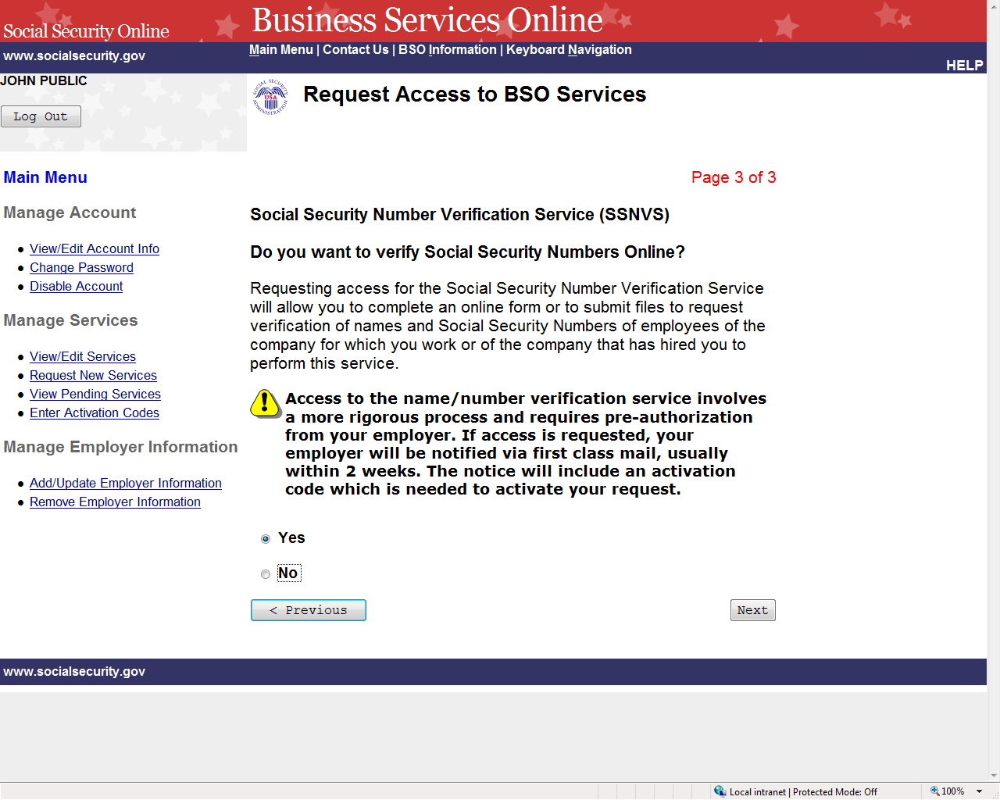 Social Security Online
Business Services Online
www.socialsecurity.gov
Main Menu | Contact Us | BSO Information | Keyboard Navigation
HELP
JOHN PUBLIC
Log Out
SOCIAL SECURITY ADMINISTRATION
USA
Request Access to BSO Services
Main Menu
Manage Account
View/Edit Account Info
Change Password
Disable Account
Manage Services
View/Edit Services
Request New Services
View Pending Services
Enter Activation Codes
Manage Employer Information
Add/Update Employer Information
Remove Employer Information
Page 3 of 3
Social Security Number Verification Service (SSNVS)
Do you want to verify Social Security Numbers Online?
Requesting access for the Social Security Number Verification Service
will allow you to complete an online form or to submit files to request
verification of names and Social Security Numbers of employees of the
company for which you work or of the company that has hired you to
perform this service.
Access to the name/number verification service involves
a more rigorous process and requires pre-authorization
from your employer. If access is requested, your
employer will be notified via first class mail, usually
within 2 weeks. The notice will include an activation
code which is needed to activate your request.
Yes
No
< Previous
Next
www.socialsecurity.gov
Local intranet | Protected Mode: Off
100%